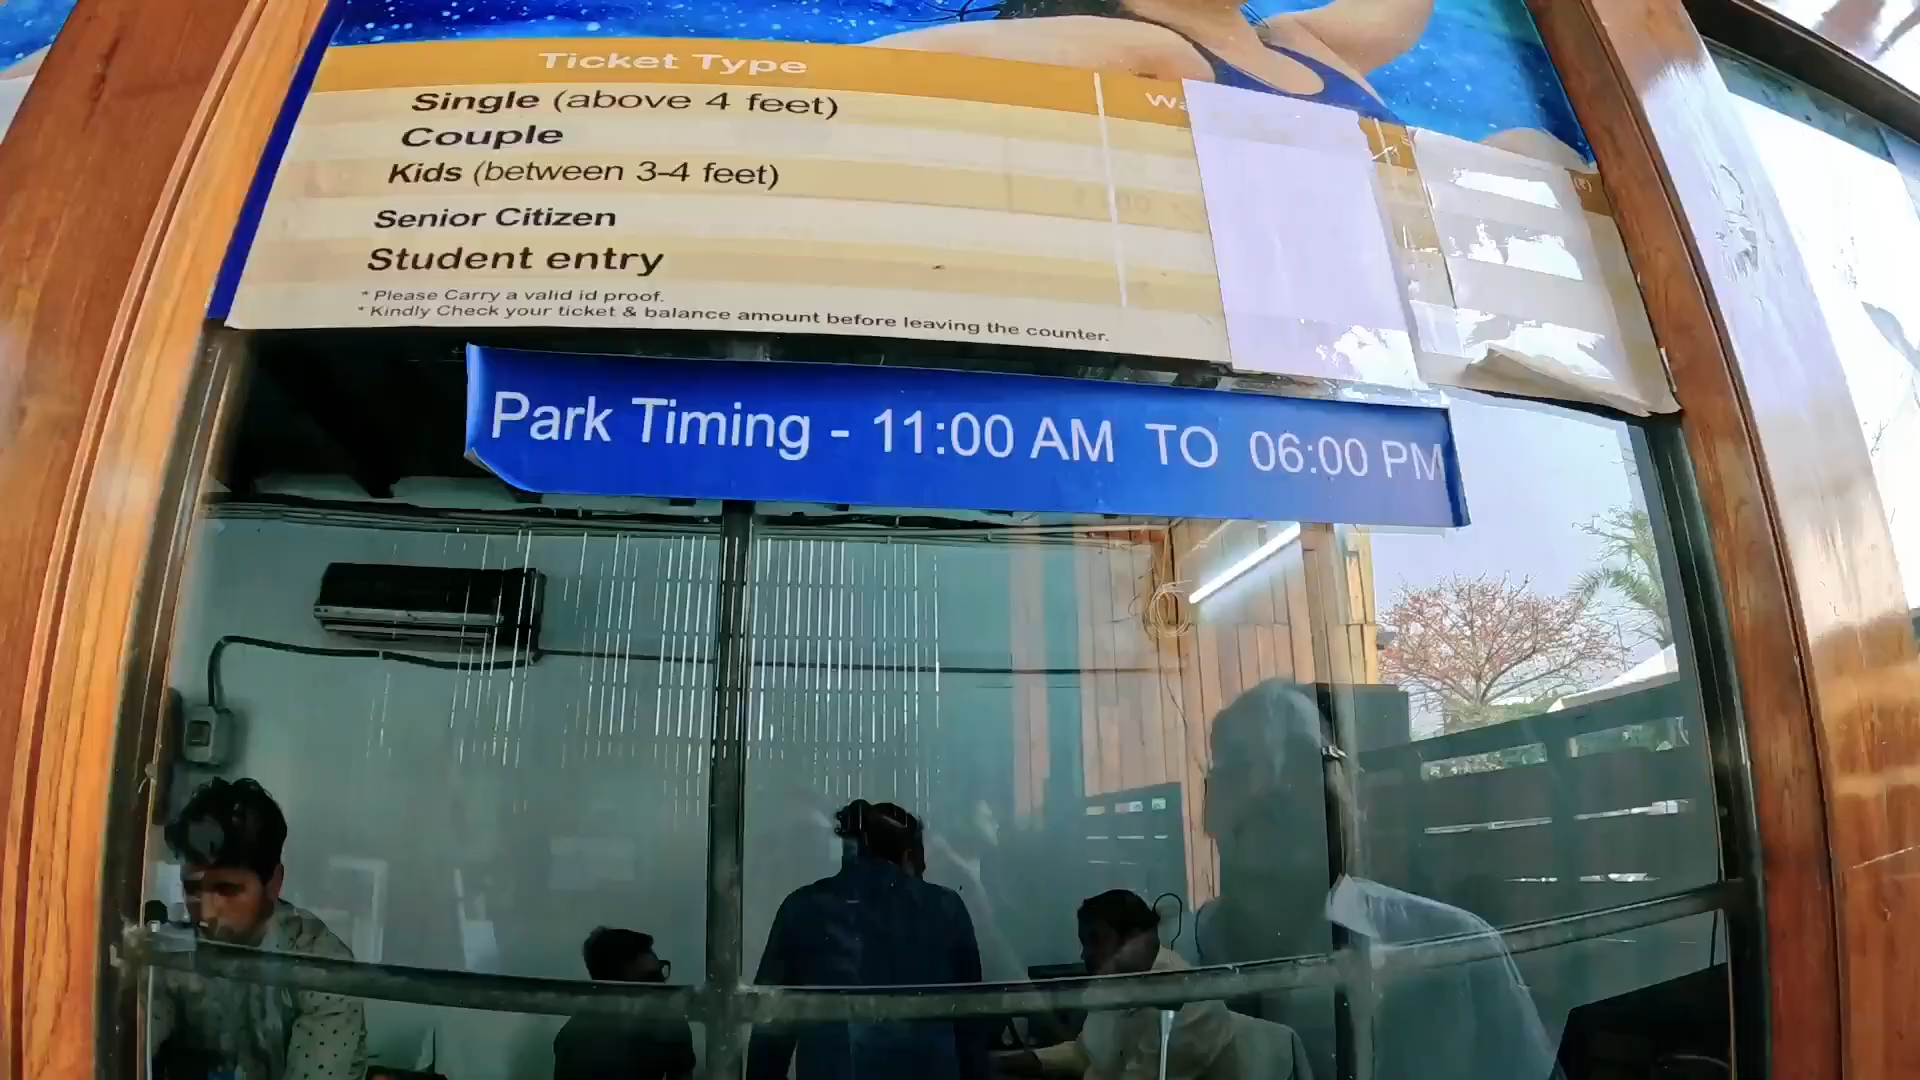 Ticket Type
Single (above 4 feet)
Couple
Kids (between 3-4 feet)
Senior Citizen
Student entry
* Please Carry a valid id proof.
* Kindly Check your ticket & balance amount before leaving the counter.
(₹)
Park Timing - 11:00 AM TO 06:00 PM